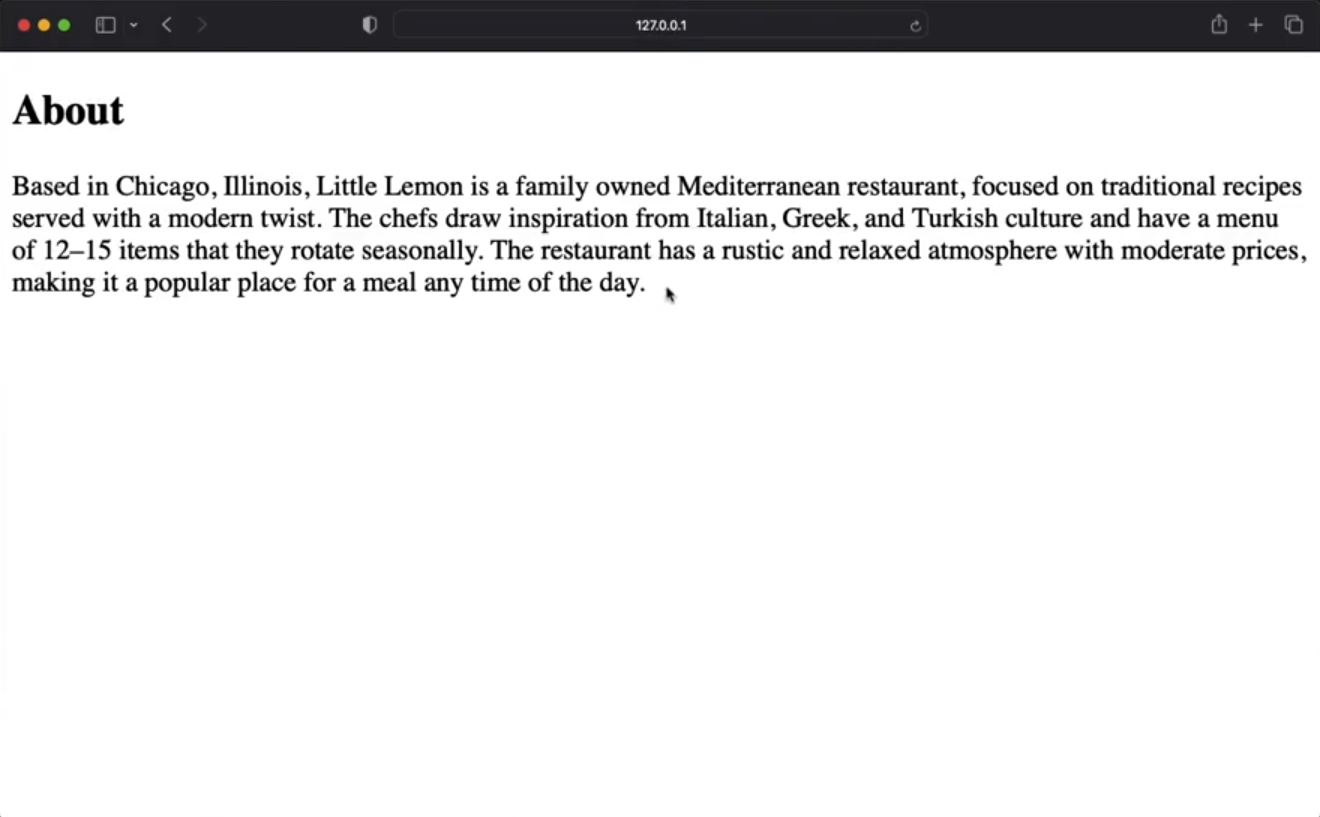 127.0.0.1
About
Based in Chicago, Illinois, Little Lemon is a family owned Mediterranean restaurant, focused on traditional recipes
served with a modern twist. The chefs draw inspiration from Italian, Greek, and Turkish culture and have a menu
of 12–15 items that they rotate seasonally. The restaurant has a rustic and relaxed atmosphere with moderate prices,
making it a popular place for a meal any time of the day.